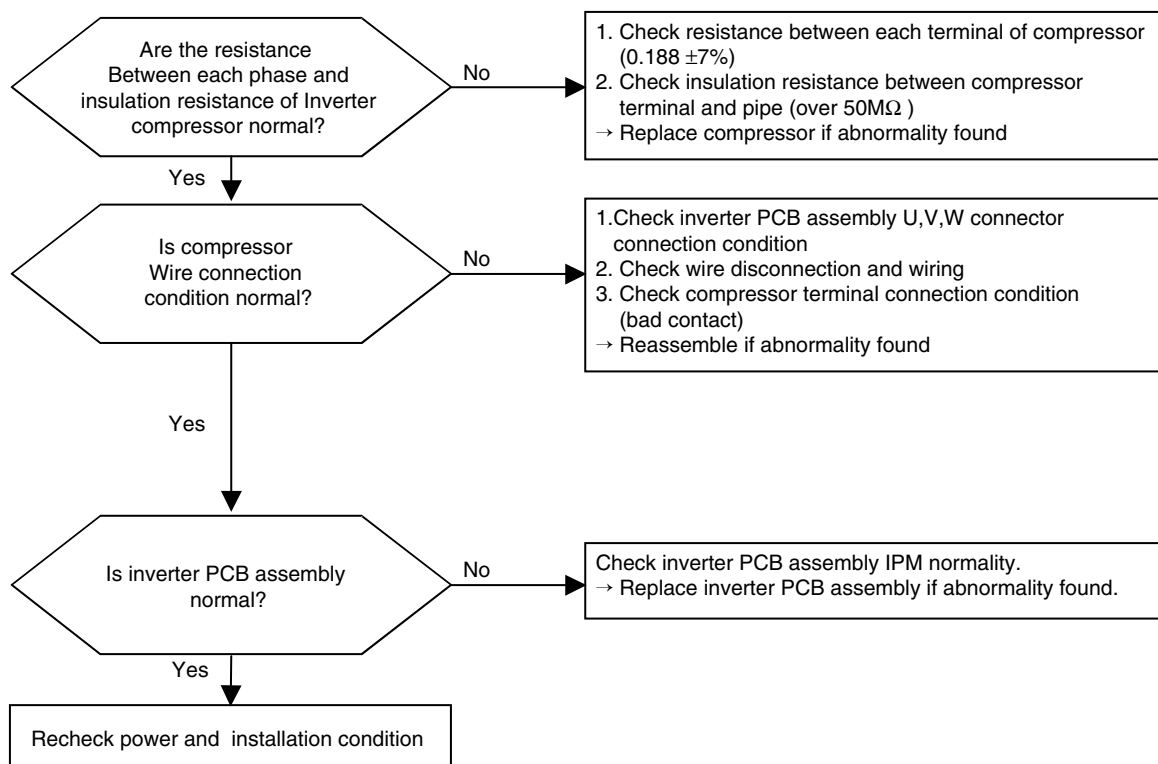 Are the resistance
Between each phase and
insulation resistance of Inverter
compressor normal?
No
1. Check resistance between each terminal of compressor
(0.188 ±7%)
2. Check insulation resistance between compressor
terminal and pipe (over 50MΩ )
→ Replace compressor if abnormality found
Yes
Is compressor
Wire connection
condition normal?
No
1.Check inverter PCB assembly U,V,W connector
connection condition
2. Check wire disconnection and wiring
3. Check compressor terminal connection condition
(bad contact)
→ Reassemble if abnormality found
Yes
Is inverter PCB assembly
normal?
No
Check inverter PCB assembly IPM normality.
→ Replace inverter PCB assembly if abnormality found.
Yes
Recheck power and installation condition